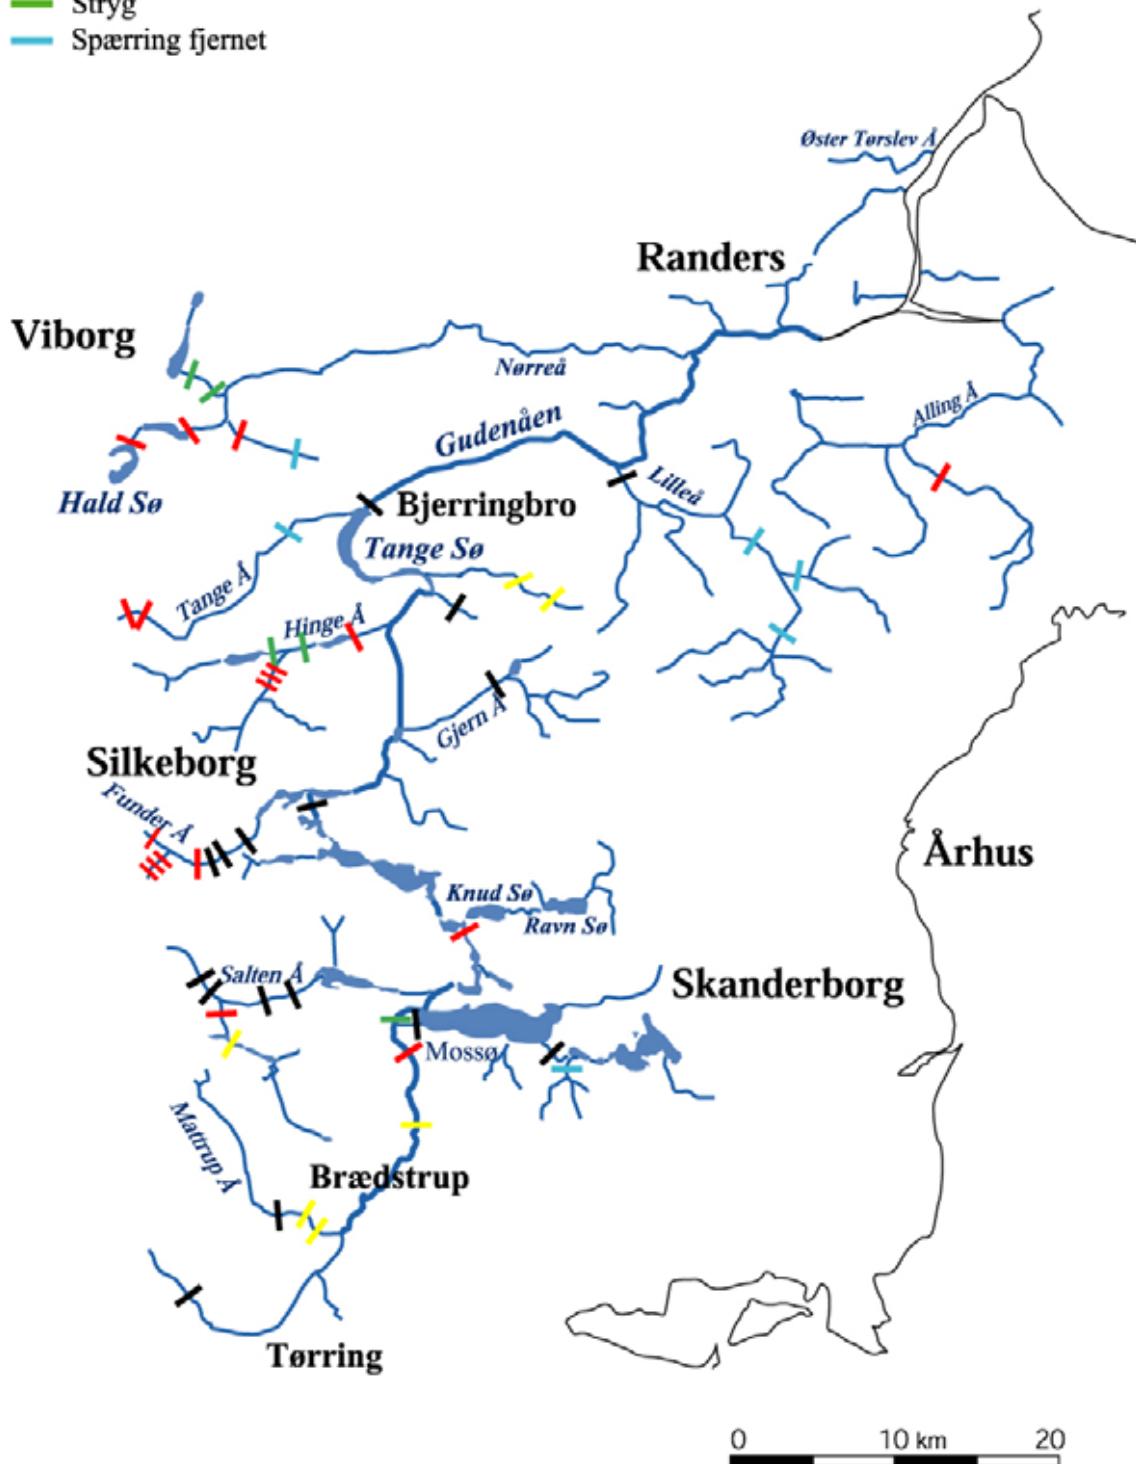 Stryg
Spærring fjernet
Øster Tørslev Å
Randers
Viborg
Nørreå
Alling Å
Gudenåen
Lilleå
Hald Sø
Bjerringbro
Tange Sø
Tange Å
Hinge Å
Gjern Å
Silkeborg
Funder Å
Århus
Knud Sø
Ravn Sø
Salten Å
Skanderborg
Mossø
Mattrup Å
Brædstrup
Tørring
0 10 km 20